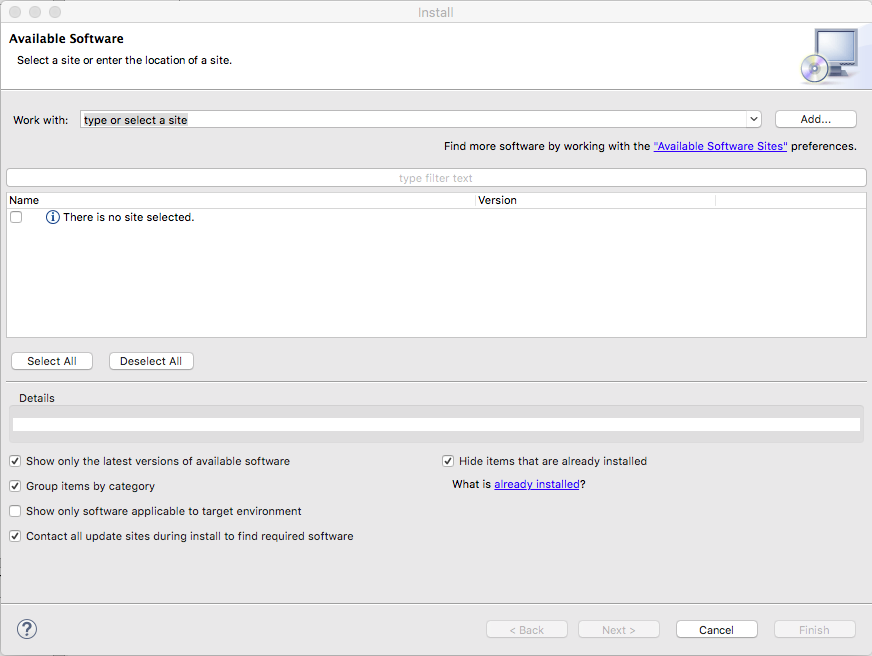 Install
Available Software
Select a site or enter the location of a site.
Work with: type or select a site Add...
Find more software by working with the "Available Software Sites" preferences.
type filter text
Name Version
There is no site selected.
Select All Deselect All
Details
Show only the latest versions of available software Hide items that are already installed
Group items by category What is already installed?
Show only software applicable to target environment
Contact all update sites during install to find required software
? < Back Next > Cancel Finish